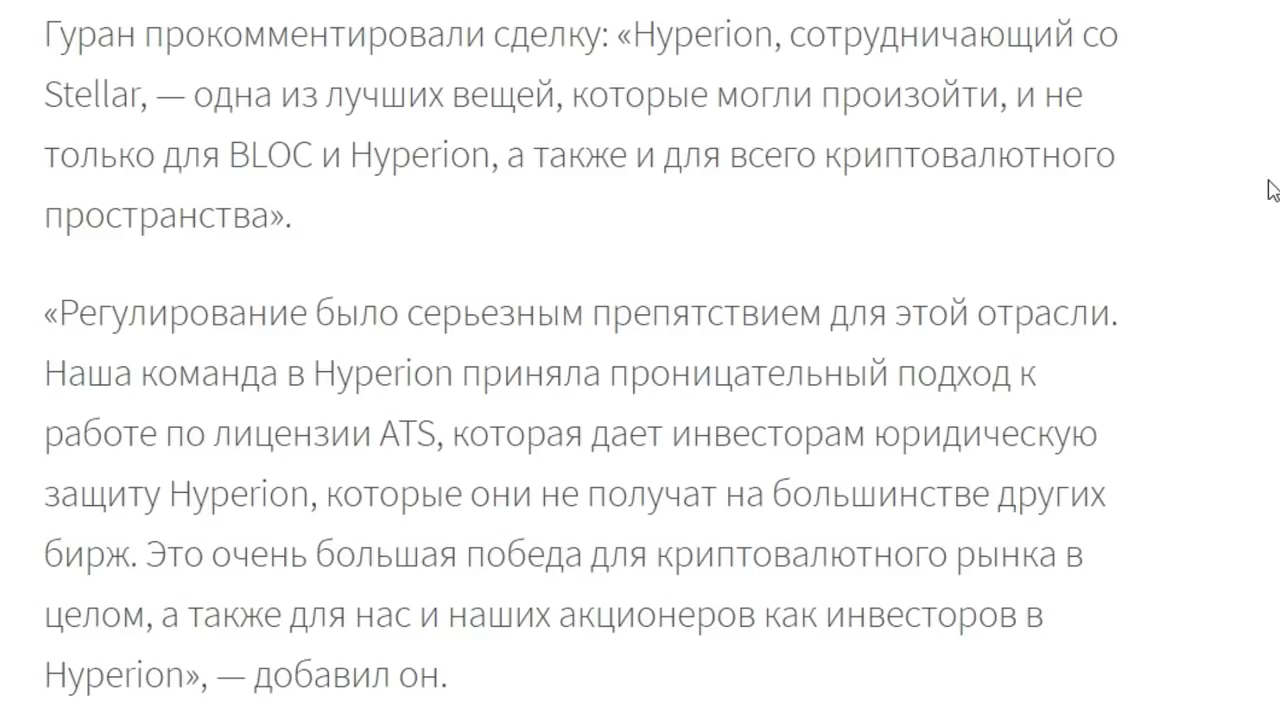 Гуран прокомментировали сделку: «Hyperion, сотрудничающий со
Stellar, — одна из лучших вещей, которые могли произойти, и не
только для BLOC и Hyperion, а также и для всего криптовалютного
пространства».
«Регулирование было серьезным препятствием для этой отрасли.
Наша команда в Hyperion приняла проницательный подход к
работе по лицензии ATS, которая дает инвесторам юридическую
защиту Hyperion, которые они не получат на большинстве других
бирж. Это очень большая победа для криптовалютного рынка в
целом, а также для нас и наших акционеров как инвесторов в
Hyperion», — добавил он.